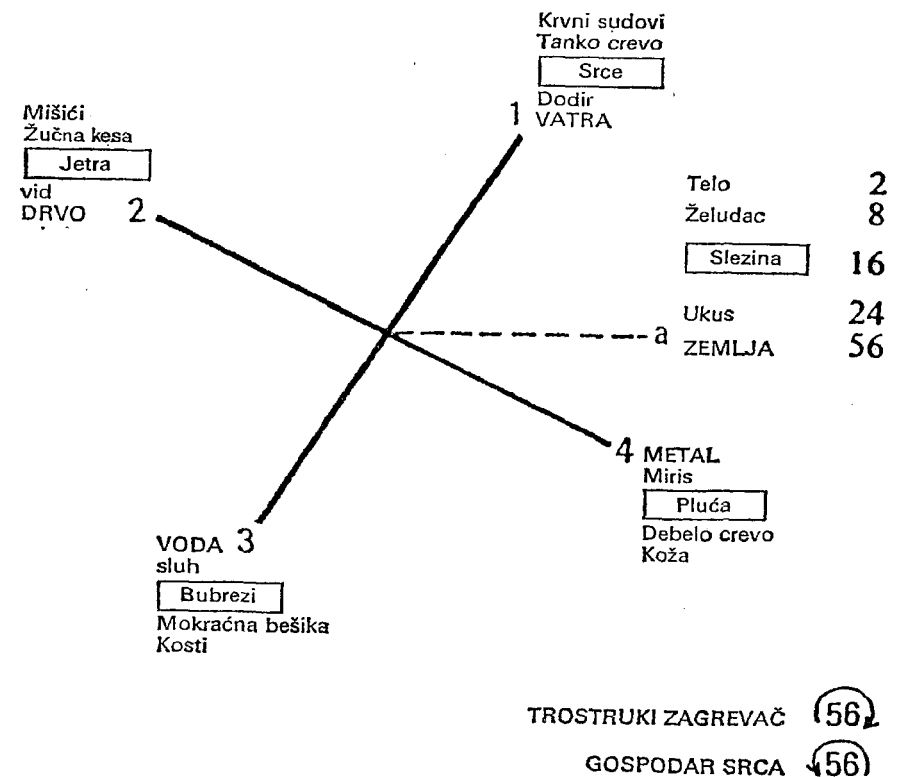 Krvni sudovi
Tanko crevo
Srce
Dodir
1 VATRA
Mišići
Žučna kesa
Jetra
vid
DRVO 2
Telo 2
Želudac 8
Slezina 16
Ukus 24
a ZEMLJA 56
4 METAL
Miris
Pluća
Debelo crevo
Koža
VODA 3
sluh
Bubrezi
Mokraćna bešika
Kosti
TROSTRUKI ZAGREVAČ 56
GOSPODAR SRCA 56